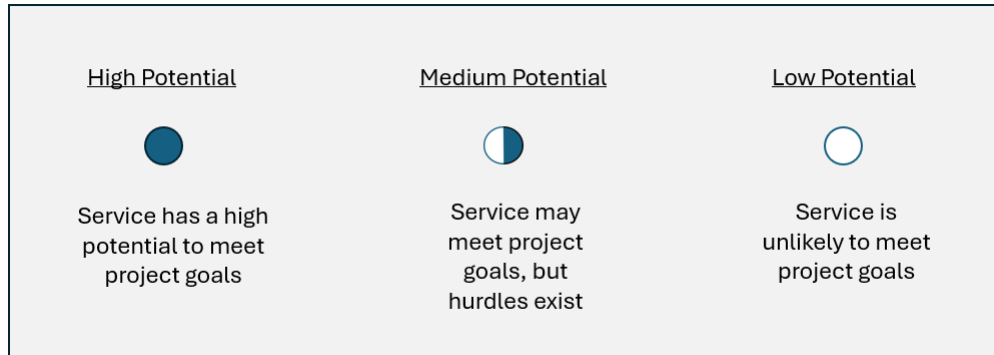 High Potential
Service has a high
potential to meet
project goals
Medium Potential
Service may
meet project
goals, but
hurdles exist
Low Potential
Service is
unlikely to meet
project goals